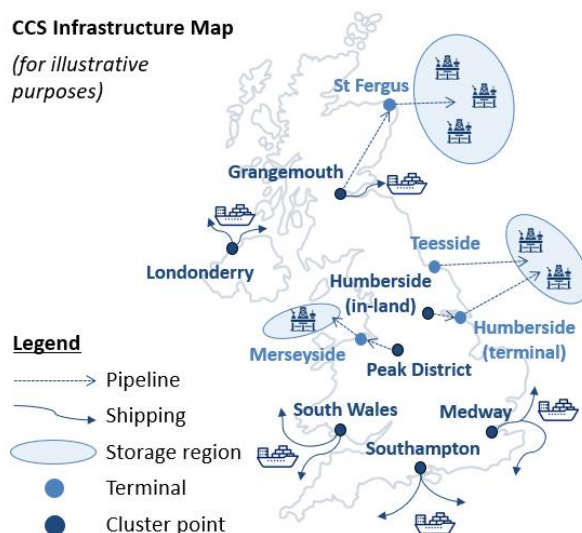 CCS Infrastructure Map
(for illustrative
purposes)
St Fergus
Grangemouth
Londonderry
Teesside
Humberside
(in-land)
Humberside
(terminal)
Merseyside
Peak District
South Wales
Medway
Southampton
Legend
Pipeline
Shipping
Storage region
Terminal
Cluster point